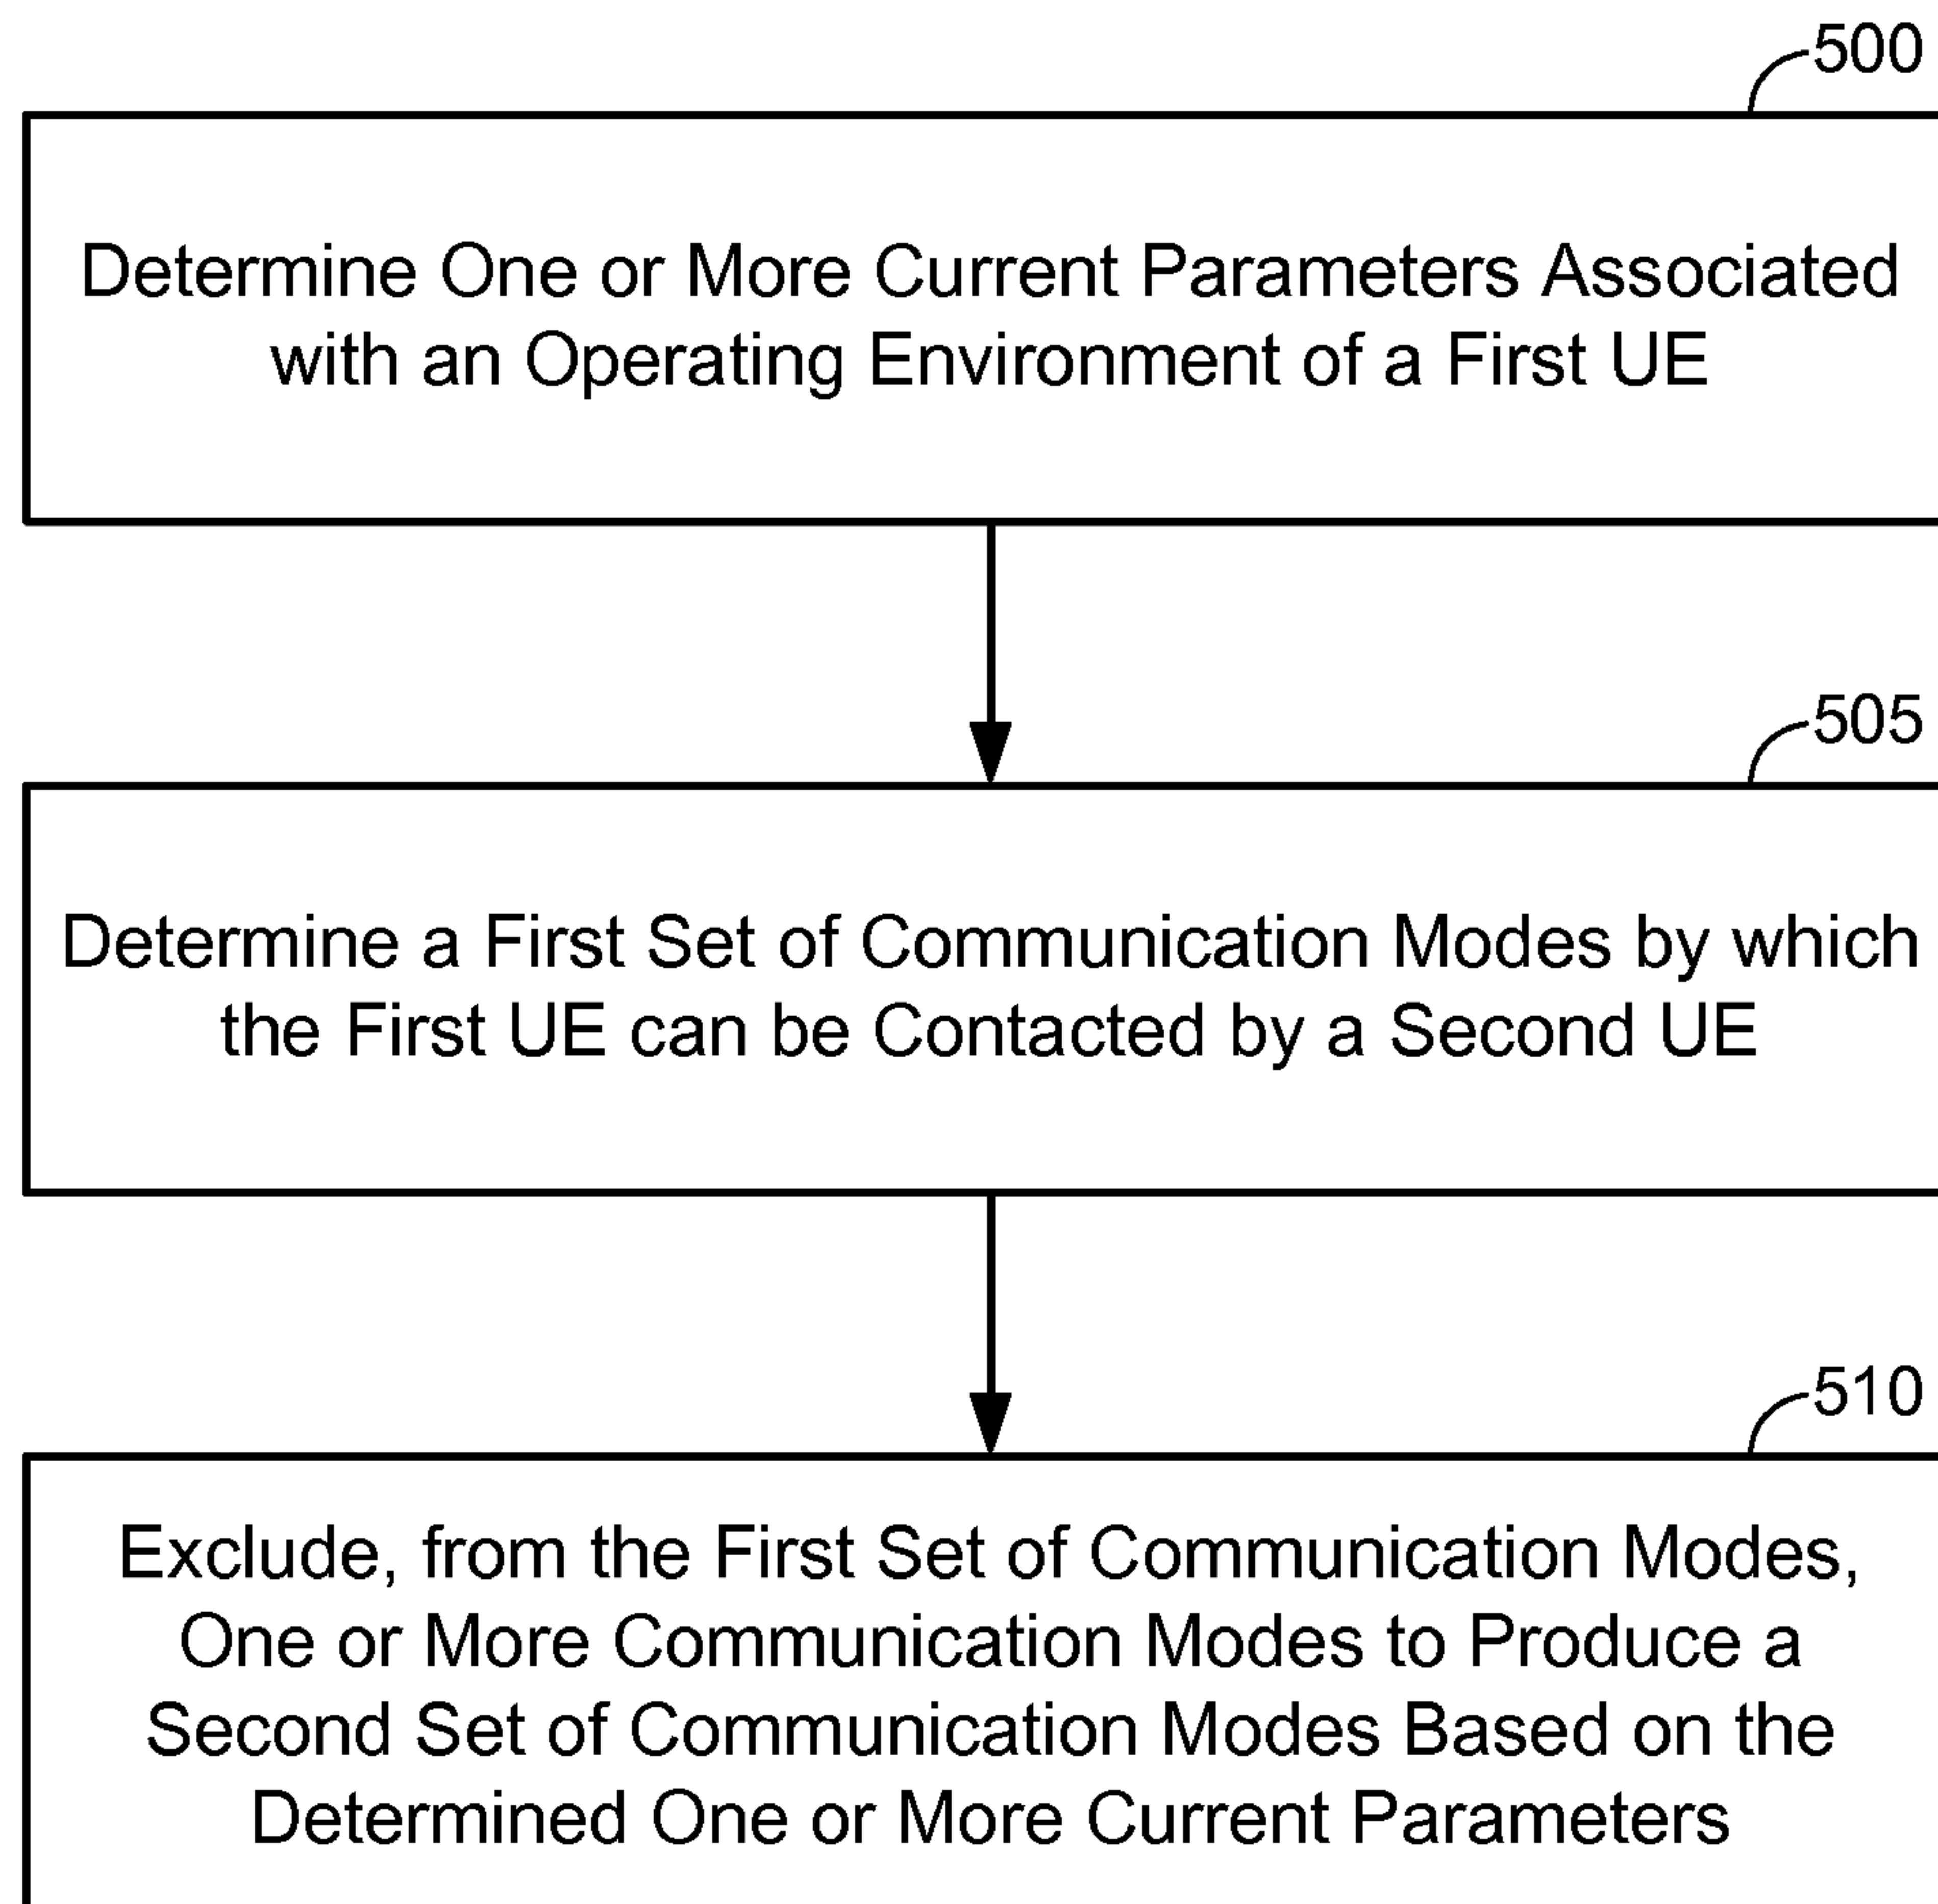 500
Determine One or More Current Parameters Associated
with an Operating Environment of a First UE
505
Determine a First Set of Communication Modes by which
the First UE can be Contacted by a Second UE
510
Exclude, from the First Set of Communication Modes,
One or More Communication Modes to Produce a
Second Set of Communication Modes Based on the
Determined One or More Current Parameters